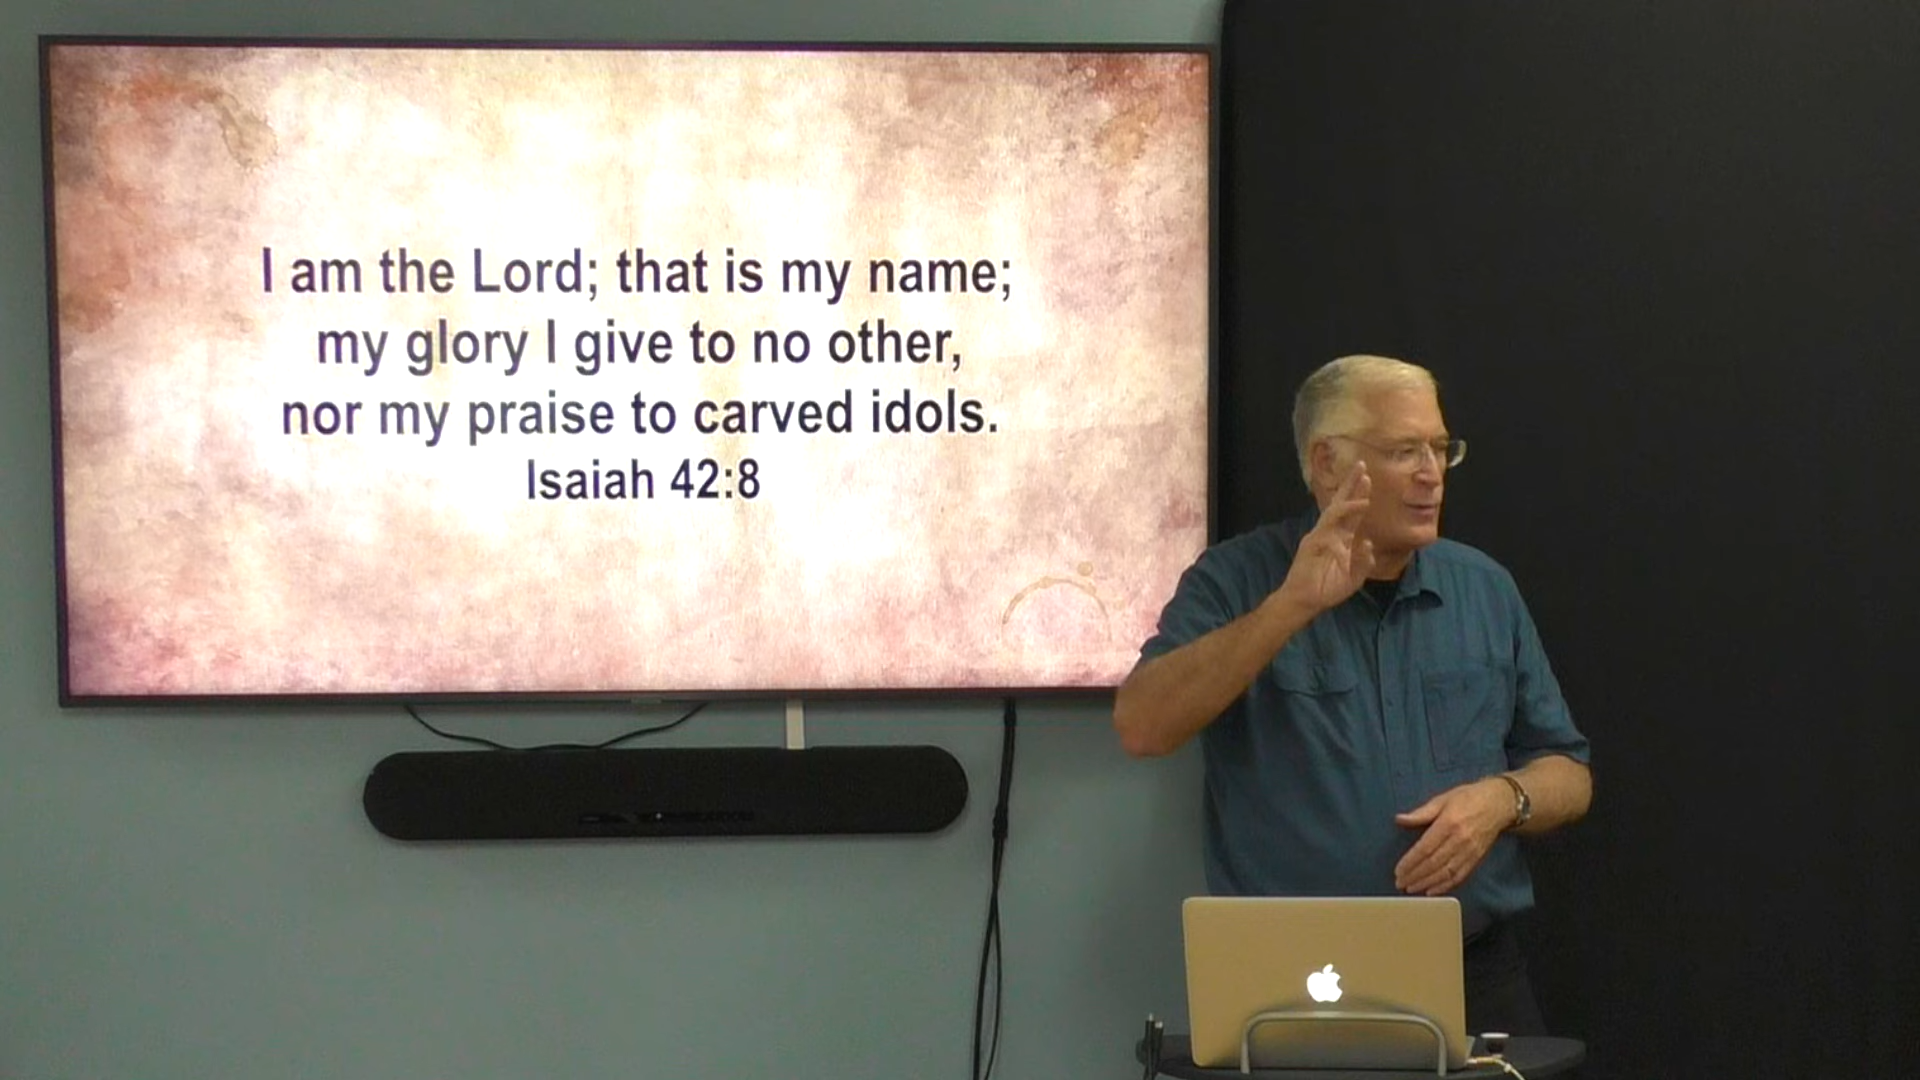 I am the Lord; that is my name;
my glory I give to no other,
nor my praise to carved idols.
Isaiah 42:8